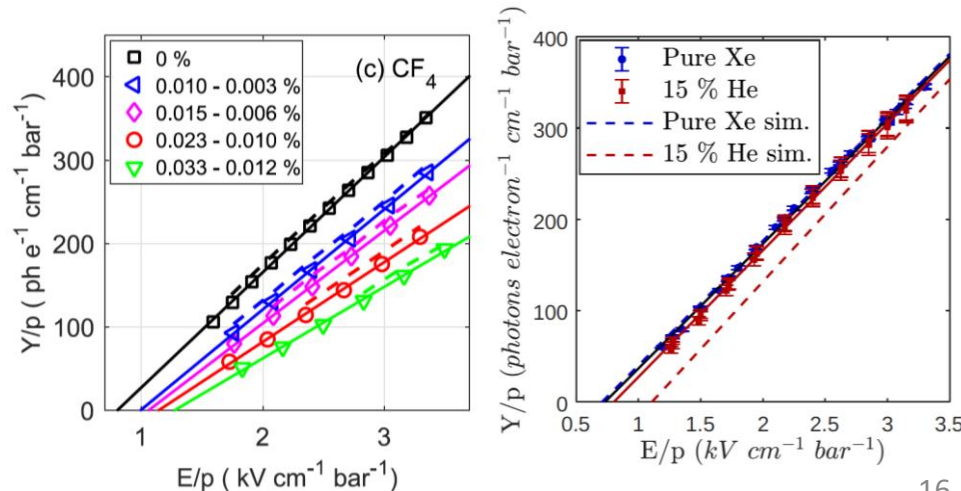 (c) CF₄
0 %
0.010 - 0.003 %
0.015 - 0.006 %
0.023 - 0.010 %
0.033 - 0.012 %
Y/p ( ph e⁻¹ cm⁻¹ bar⁻¹)
400
300
200
100
0
1
2
3
E/p ( kV cm⁻¹ bar⁻¹)
Pure Xe
15 % He
Pure Xe sim.
15 % He sim.
Y/p (photons electron⁻¹ cm⁻¹ bar⁻¹)
400
300
200
100
0
0.5
1
1.5
2
2.5
3
3.5
E/p (kV cm⁻¹ bar⁻¹)
16